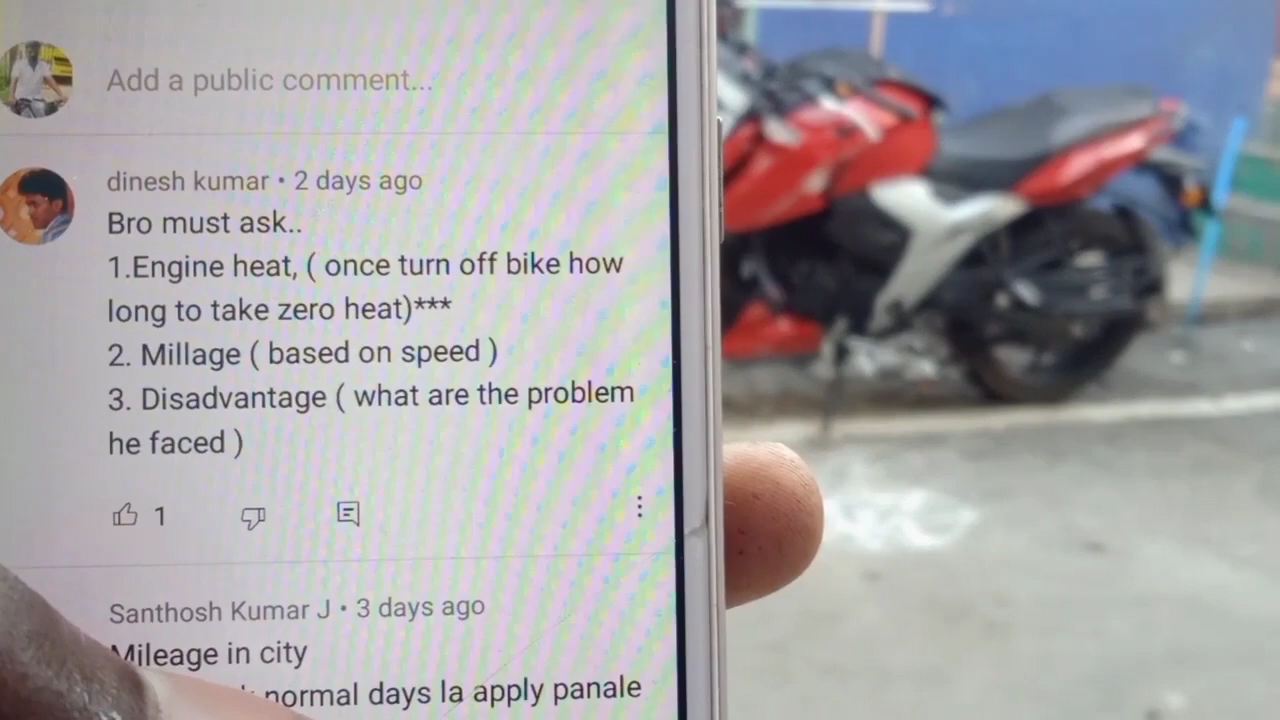 Add a public comment...
dinesh kumar • 2 days ago
Bro must ask..
1.Engine heat, ( once turn off bike how
long to take zero heat)***
2. Millage ( based on speed )
3. Disadvantage ( what are the problem
he faced )
1
Santhosh Kumar J • 3 days ago
Mileage in city
normal days la apply panale